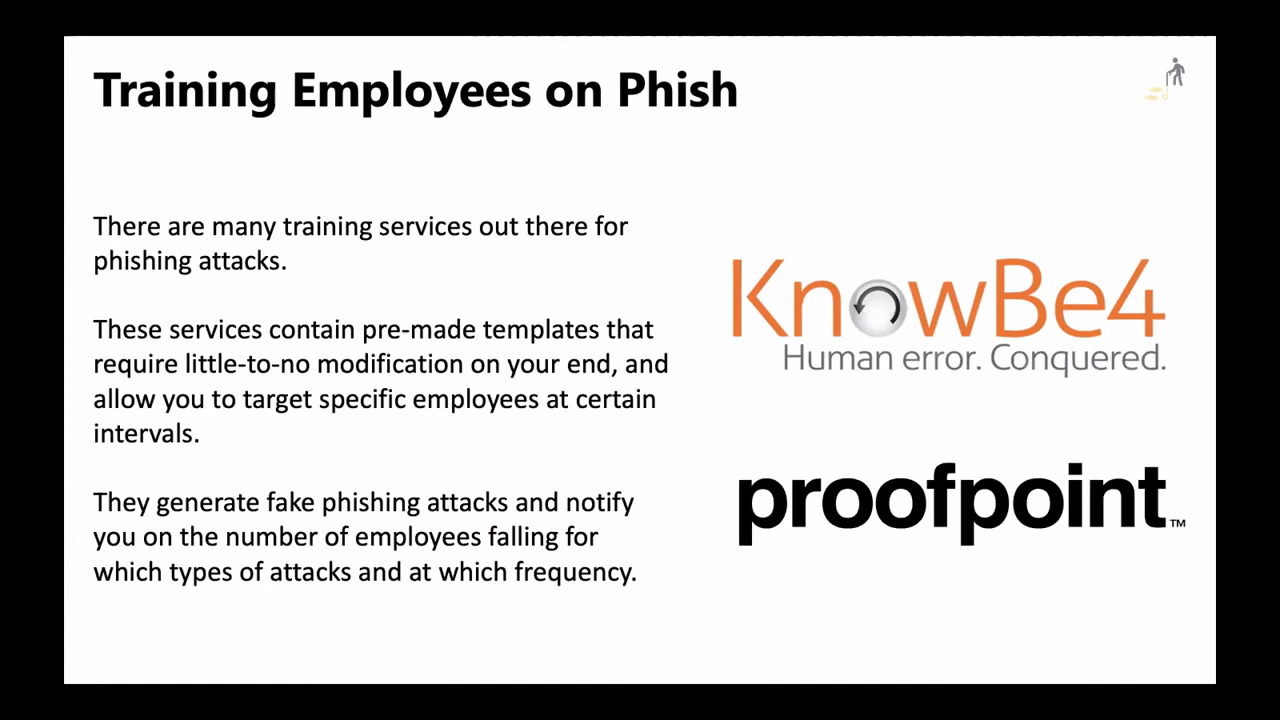 Training Employees on Phish
There are many training services out there for
phishing attacks.
These services contain pre-made templates that
require little-to-no modification on your end, and
allow you to target specific employees at certain
intervals.
They generate fake phishing attacks and notify
you on the number of employees falling for
which types of attacks and at which frequency.
KnowBe4
Human error. Conquered.
proofpoint™